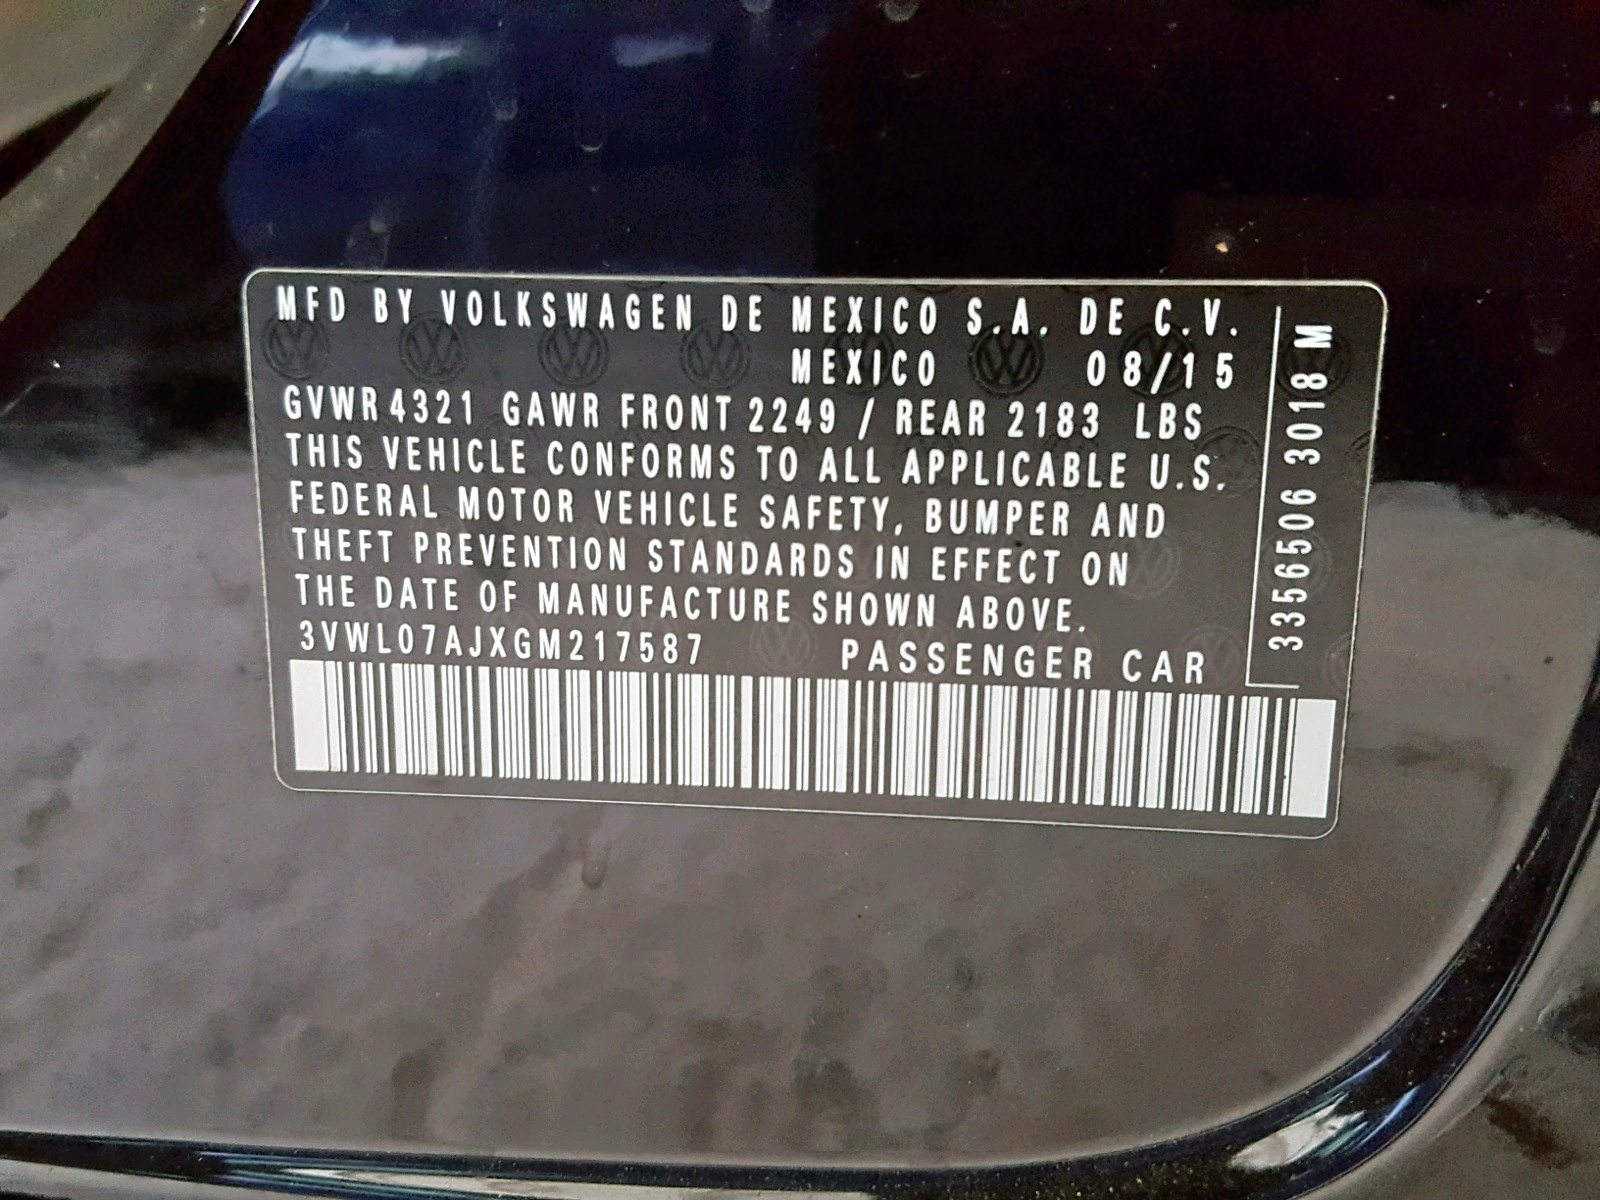 MFD BY VOLKSWAGEN DE MEXICO S.A. DE C.V.
MEXICO 08/15
GVWR 4321 GAWR FRONT 2249 / REAR 2183 LBS
THIS VEHICLE CONFORMS TO ALL APPLICABLE U.S.
FEDERAL MOTOR VEHICLE SAFETY, BUMPER AND
THEFT PREVENTION STANDARDS IN EFFECT ON
THE DATE OF MANUFACTURE SHOWN ABOVE.
3VWL07AJXGM217587 PASSENGER CAR
3356506 3018 M